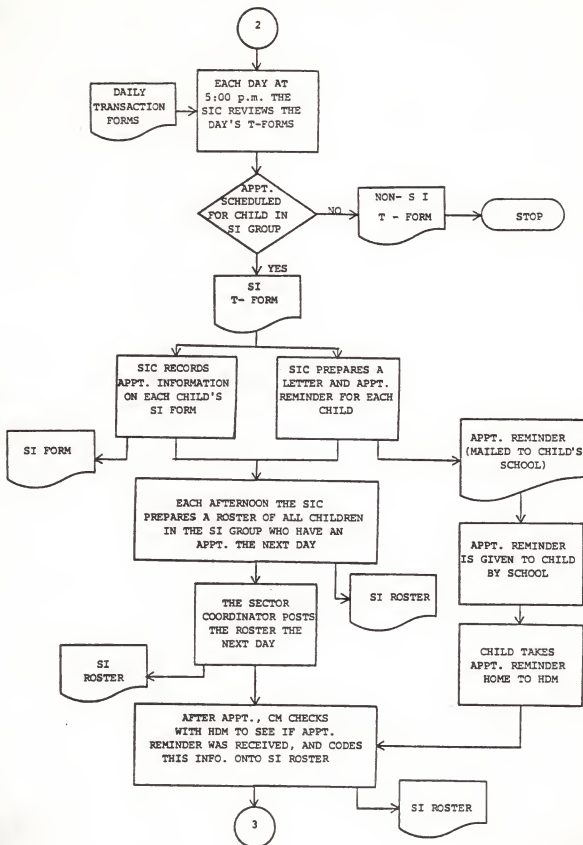 2
EACH DAY AT
5:00 p.m. THE
SIC REVIEWS THE
DAY'S T-FORMS
DAILY
TRANSACTION
FORMS
APPT.
SCHEDULED
FOR CHILD IN
SI GROUP
NO
NON- S I
T - FORM
STOP
YES
SI
T- FORM
SIC RECORDS
APPT. INFORMATION
ON EACH CHILD'S
SI FORM
SIC PREPARES A
LETTER AND APPT.
REMINDER FOR EACH
CHILD
SI FORM
APPT. REMINDER
(MAILED TO CHILD'S
SCHOOL)
EACH AFTERNOON THE SIC
PREPARES A ROSTER OF ALL CHILDREN
IN THE SI GROUP WHO HAVE AN
APPT. THE NEXT DAY
APPT. REMINDER
IS GIVEN TO CHILD
BY SCHOOL
SI ROSTER
THE SECTOR
COORDINATOR POSTS
THE ROSTER THE
NEXT DAY
SI
ROSTER
CHILD TAKES
APPT. REMINDER
HOME TO HDM
AFTER APPT., CM CHECKS
WITH HDM TO SEE IF APPT.
REMINDER WAS RECEIVED, AND CODES
THIS INFO. ONTO SI ROSTER
SI ROSTER
3